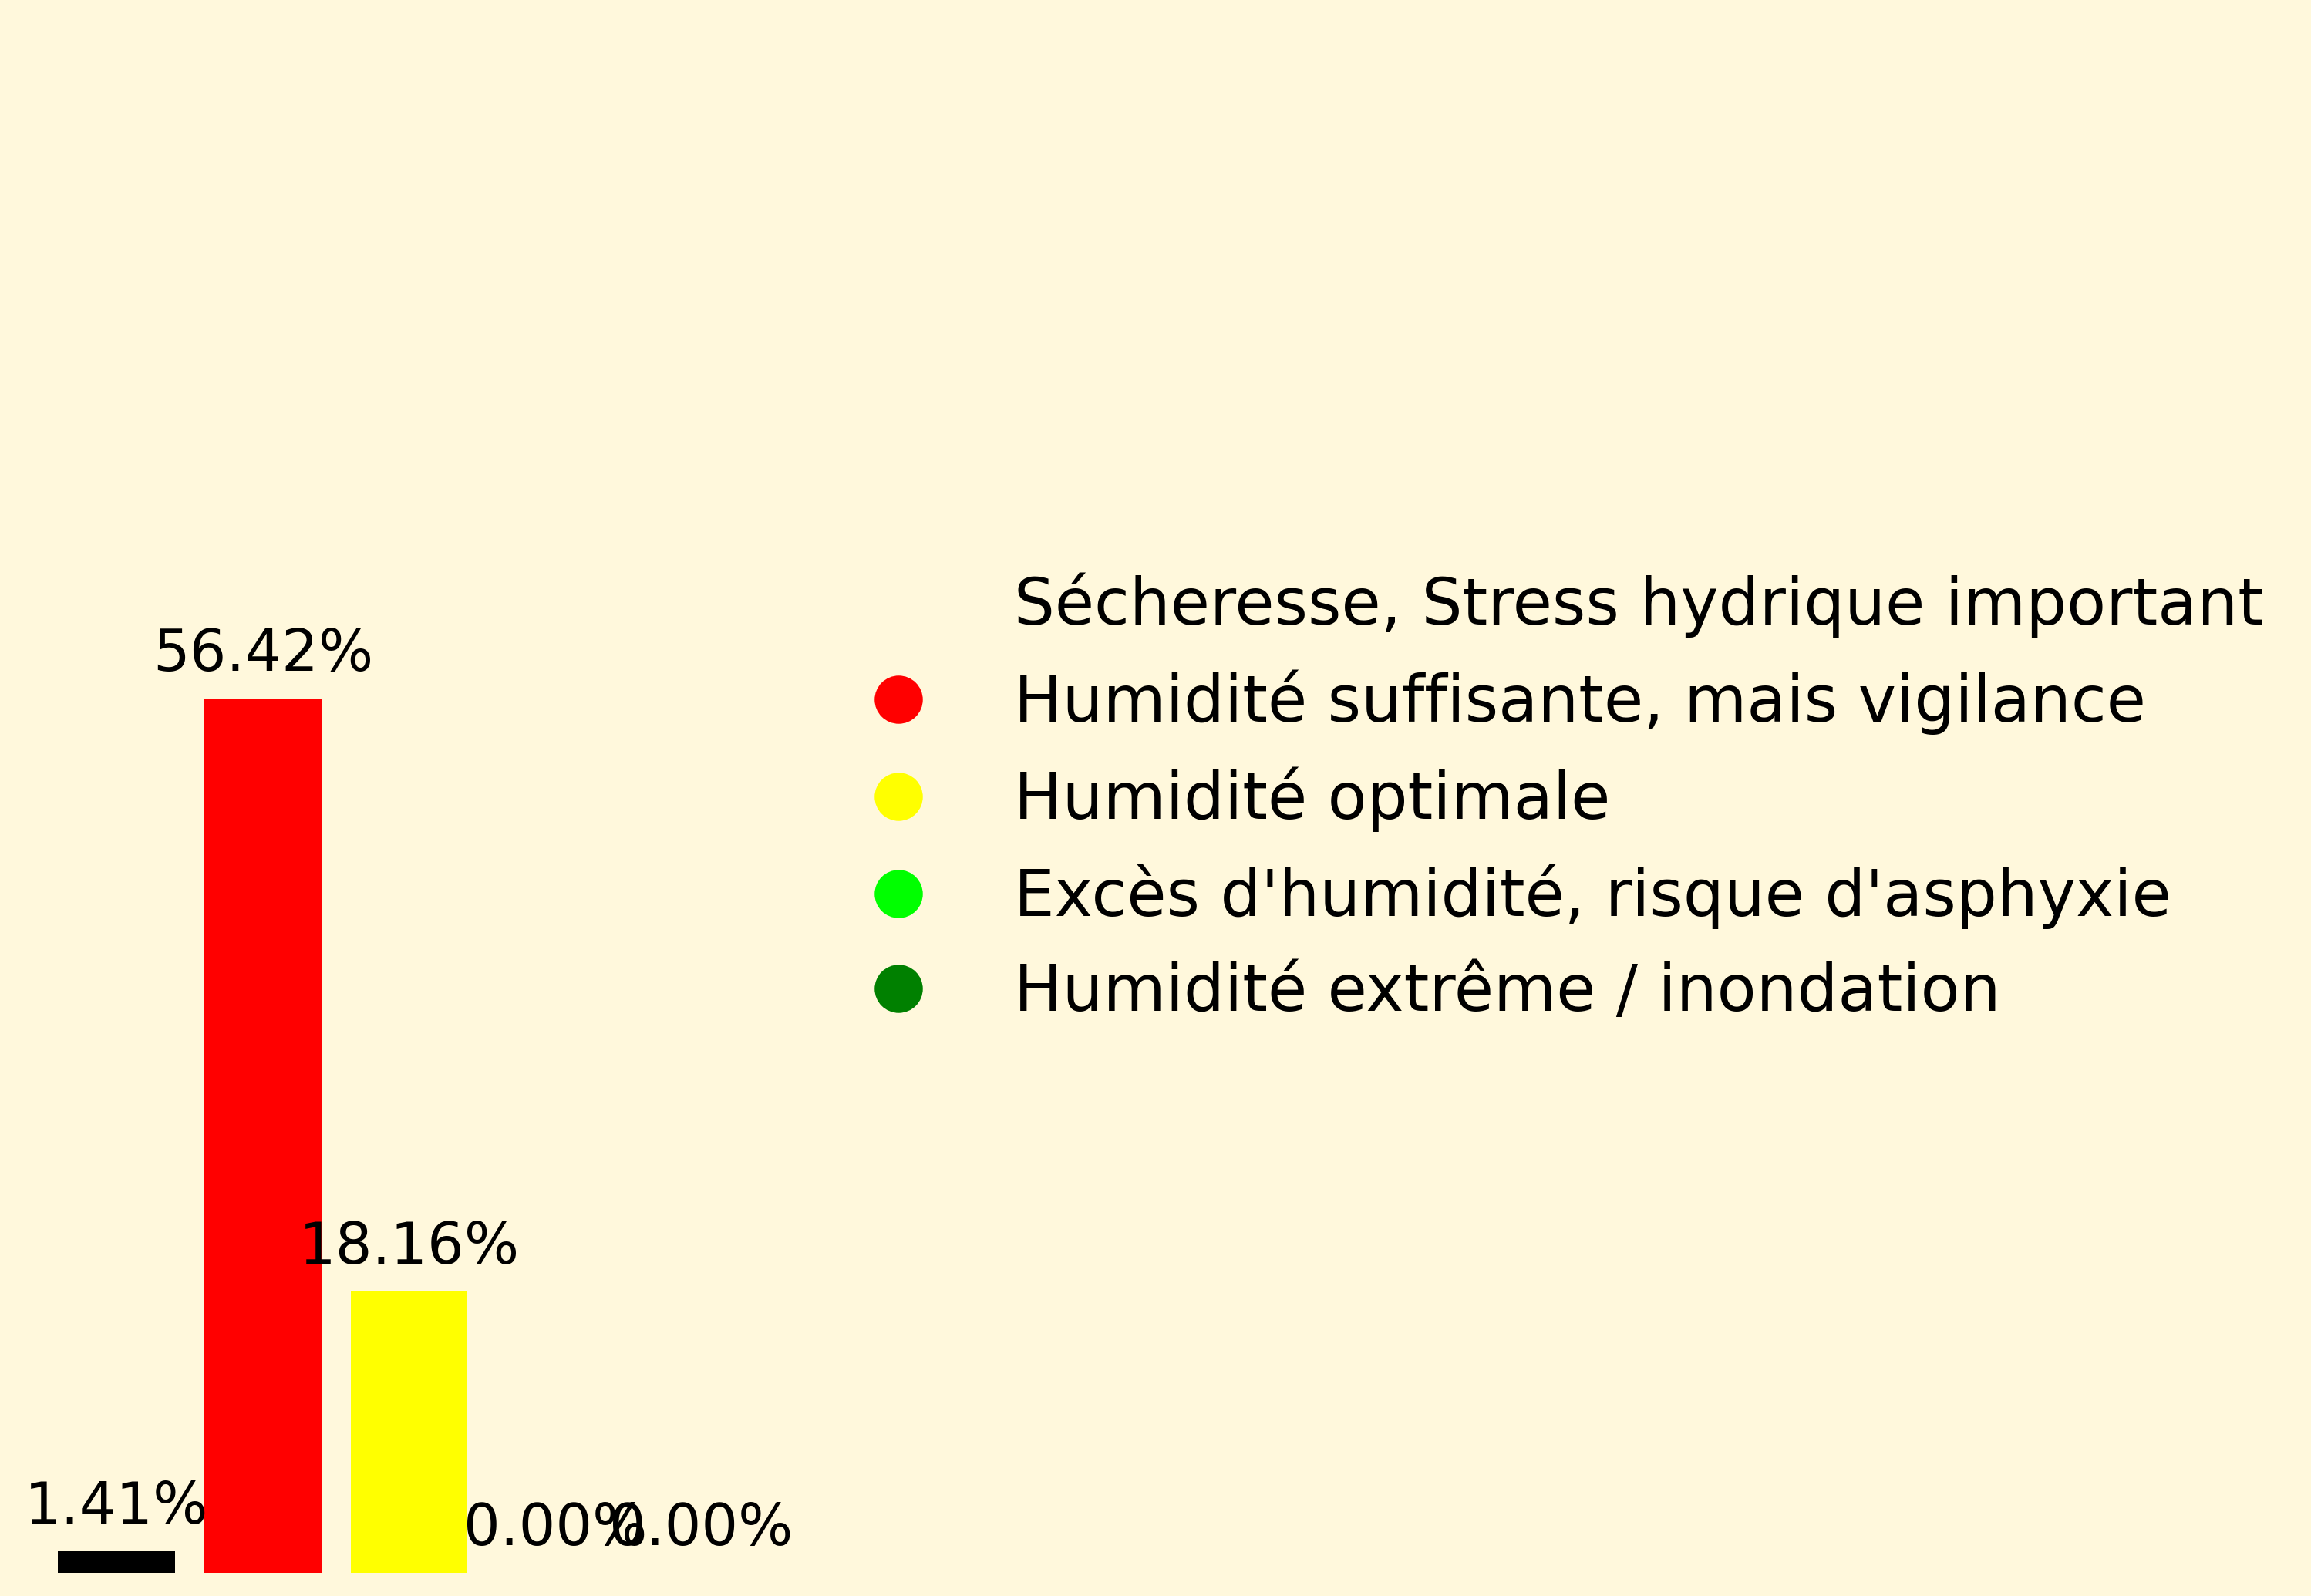 Sécheresse, Stress hydrique important
56.42%
Humidité suffisante, mais vigilance
Humidité optimale
Excès d'humidité, risque d'asphyxie
Humidité extrême / inondation
18.16%
1.41%
0.00%
0.00%